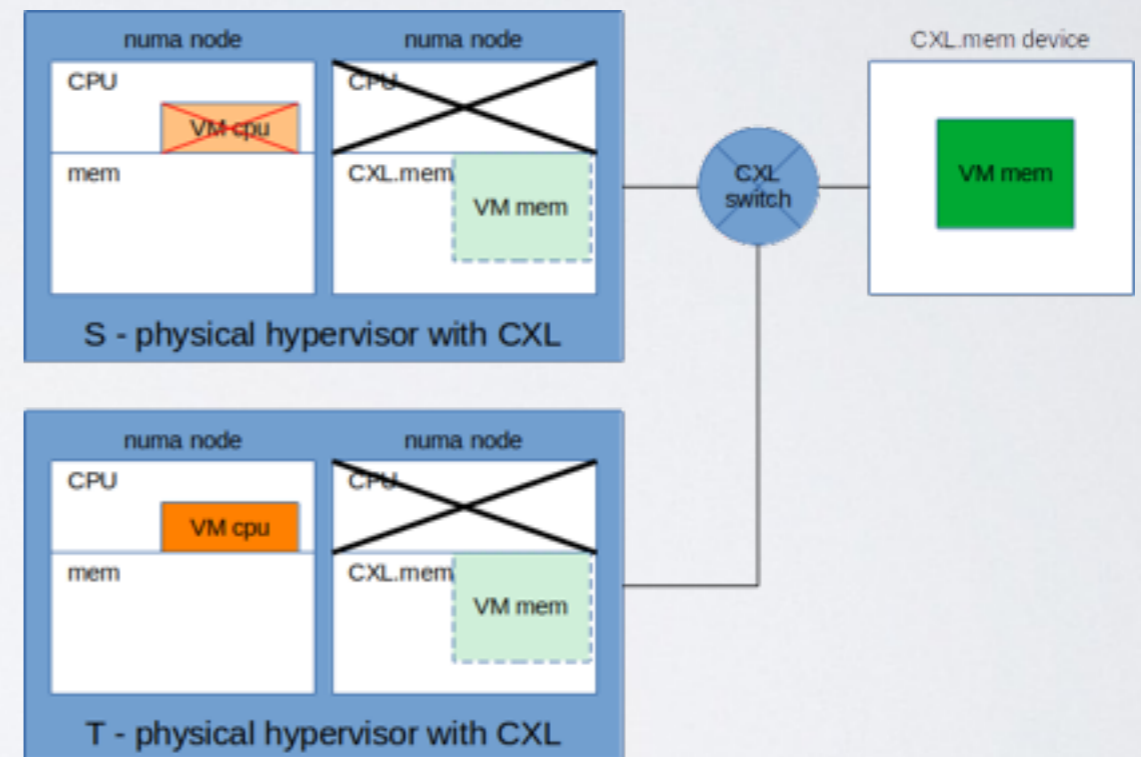 numa node
numa node
CPU
VM cpu
mem
CPU
CXL.mem
VM mem
S - physical hypervisor with CXL
CXL
switch
CXL.mem device
VM mem
numa node
numa node
CPU
VM cpu
mem
CPU
CXL.mem
VM mem
T - physical hypervisor with CXL